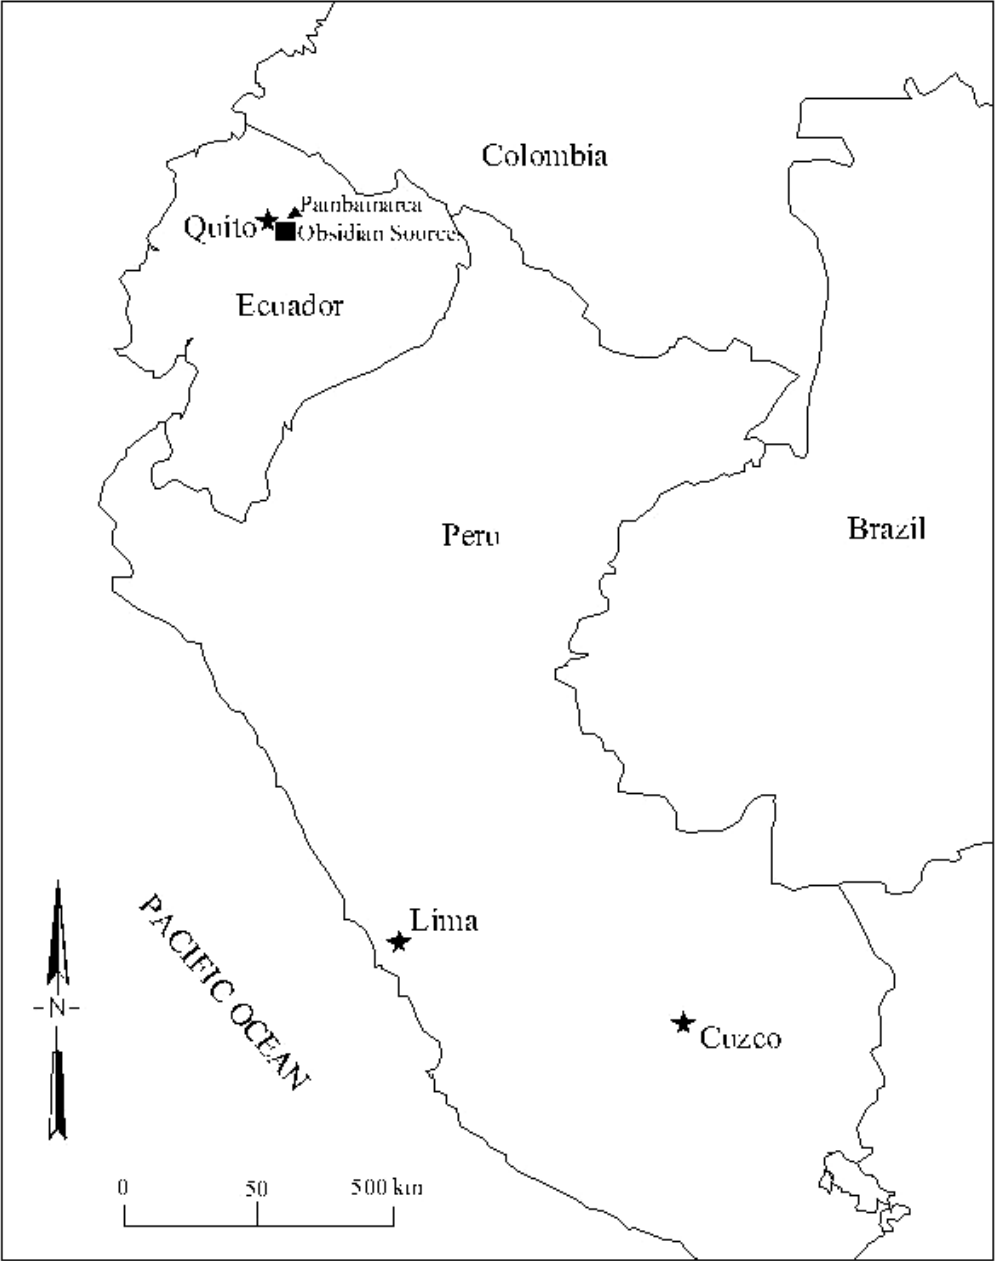 Colombia
Pambamarca
Quito
Obsidian Sources
Ecuador
Peru
Brazil
Lima
PACIFIC OCEAN
N
Cuzco
0 50 500 km